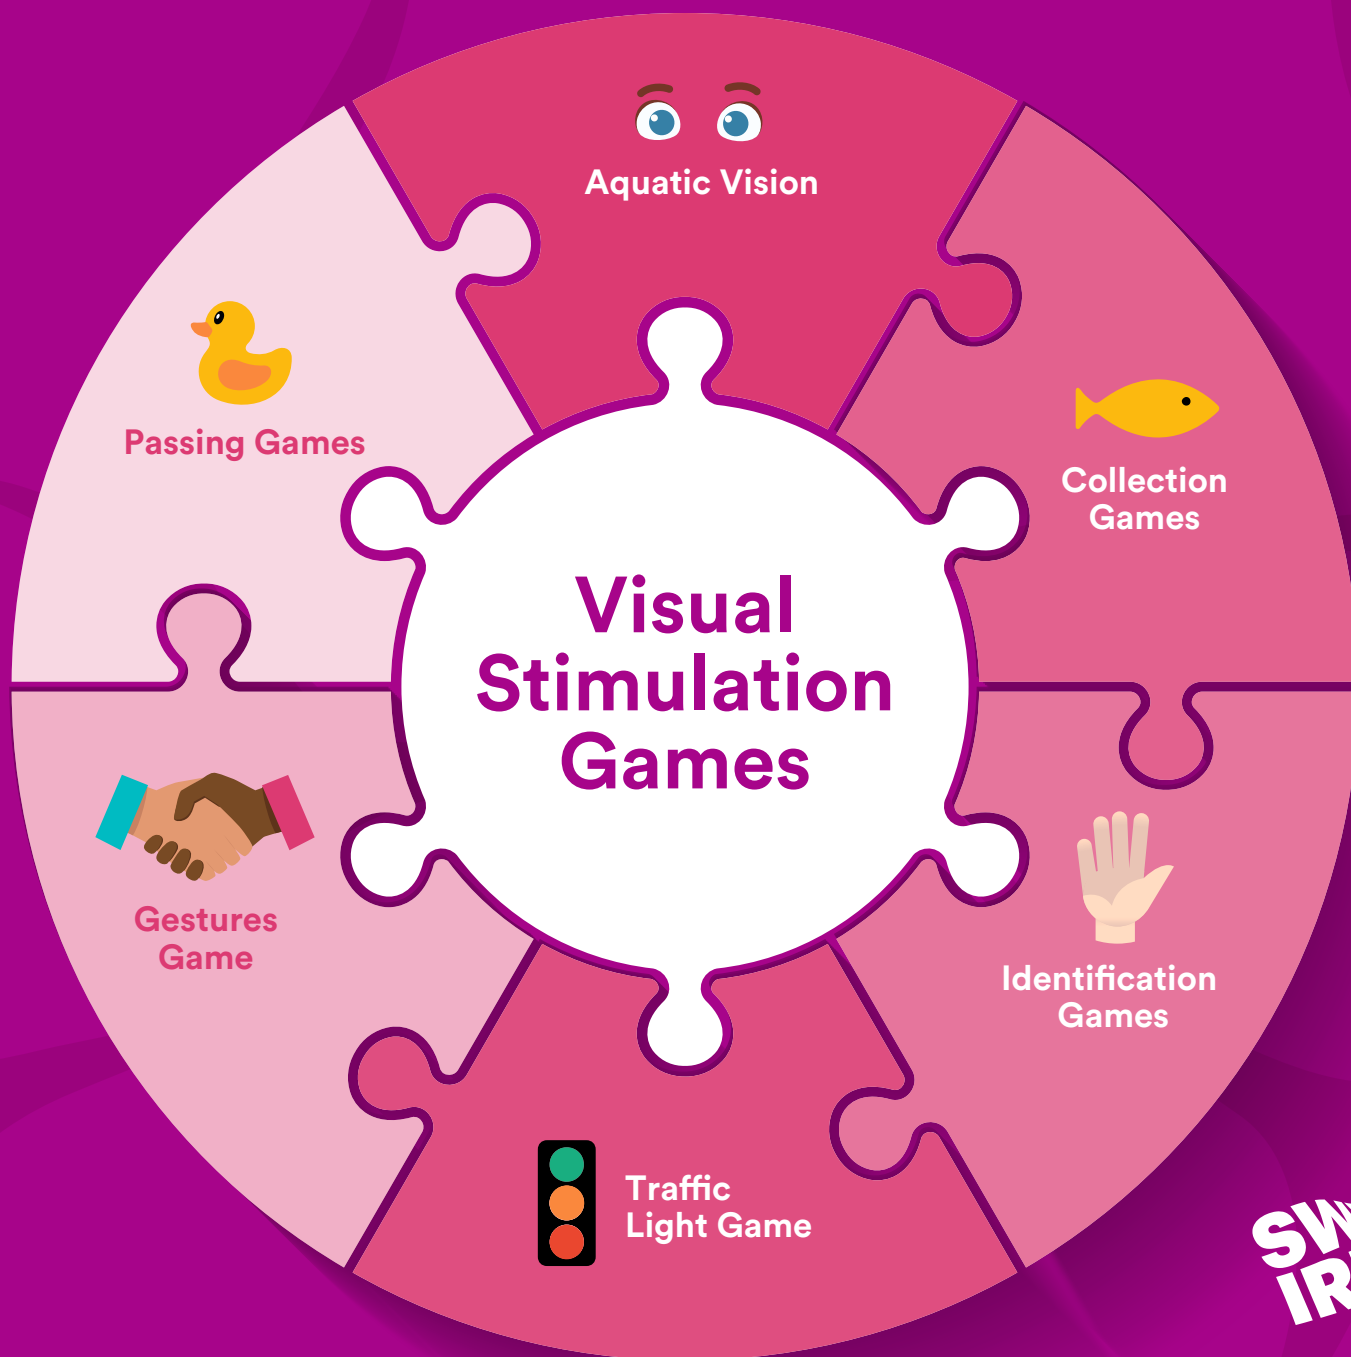 Aquatic Vision
Passing Games
Collection
Games
Visual
Stimulation
Games
Gestures
Game
Identification
Games
Traffic
Light Game